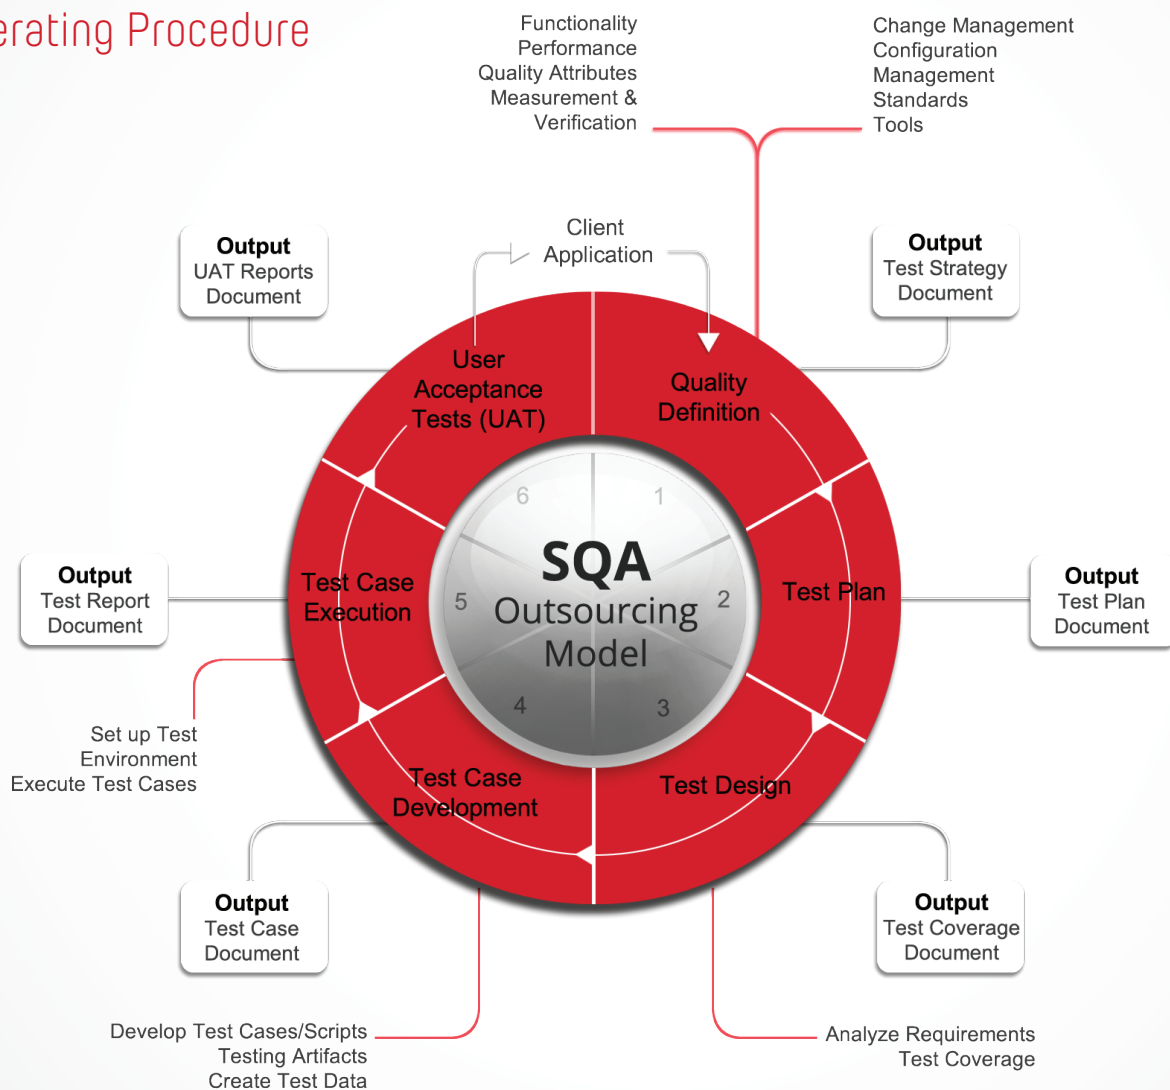 erating Procedure
Functionality
Performance
Quality Attributes
Measurement &
Verification
Change Management
Configuration
Management
Standards
Tools
Client
Application
Output
UAT Reports
Document
Output
Test Strategy
Document
User
Acceptance
Tests (UAT)
Quality
Definition
6
1
SQA
Outsourcing
Model
5
2
4
3
Test Case
Execution
Test Plan
Output
Test Report
Document
Output
Test Plan
Document
Set up Test
Environment
Execute Test Cases
Test Case
Development
Test Design
Output
Test Case
Document
Output
Test Coverage
Document
Develop Test Cases/Scripts
Testing Artifacts
Create Test Data
Analyze Requirements
Test Coverage